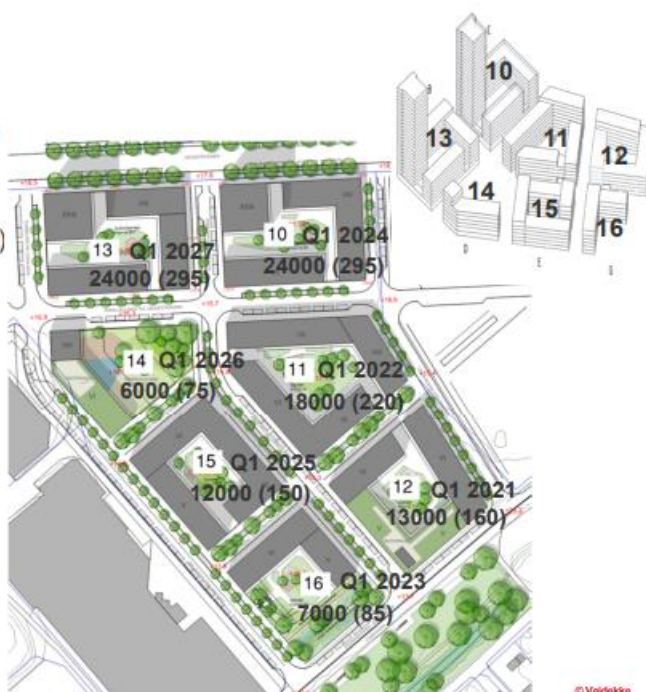 10
13
11
12
14
15
16
D
E
G
13 Q1 2027
24000 (295)
10 Q1 2024
24000 (295)
14 Q1 2026
6000 (75)
11 Q1 2022
18000 (220)
15 Q1 2025
12000 (150)
12 Q1 2021
13000 (160)
16 Q1 2023
7000 (85)
© Veidekke